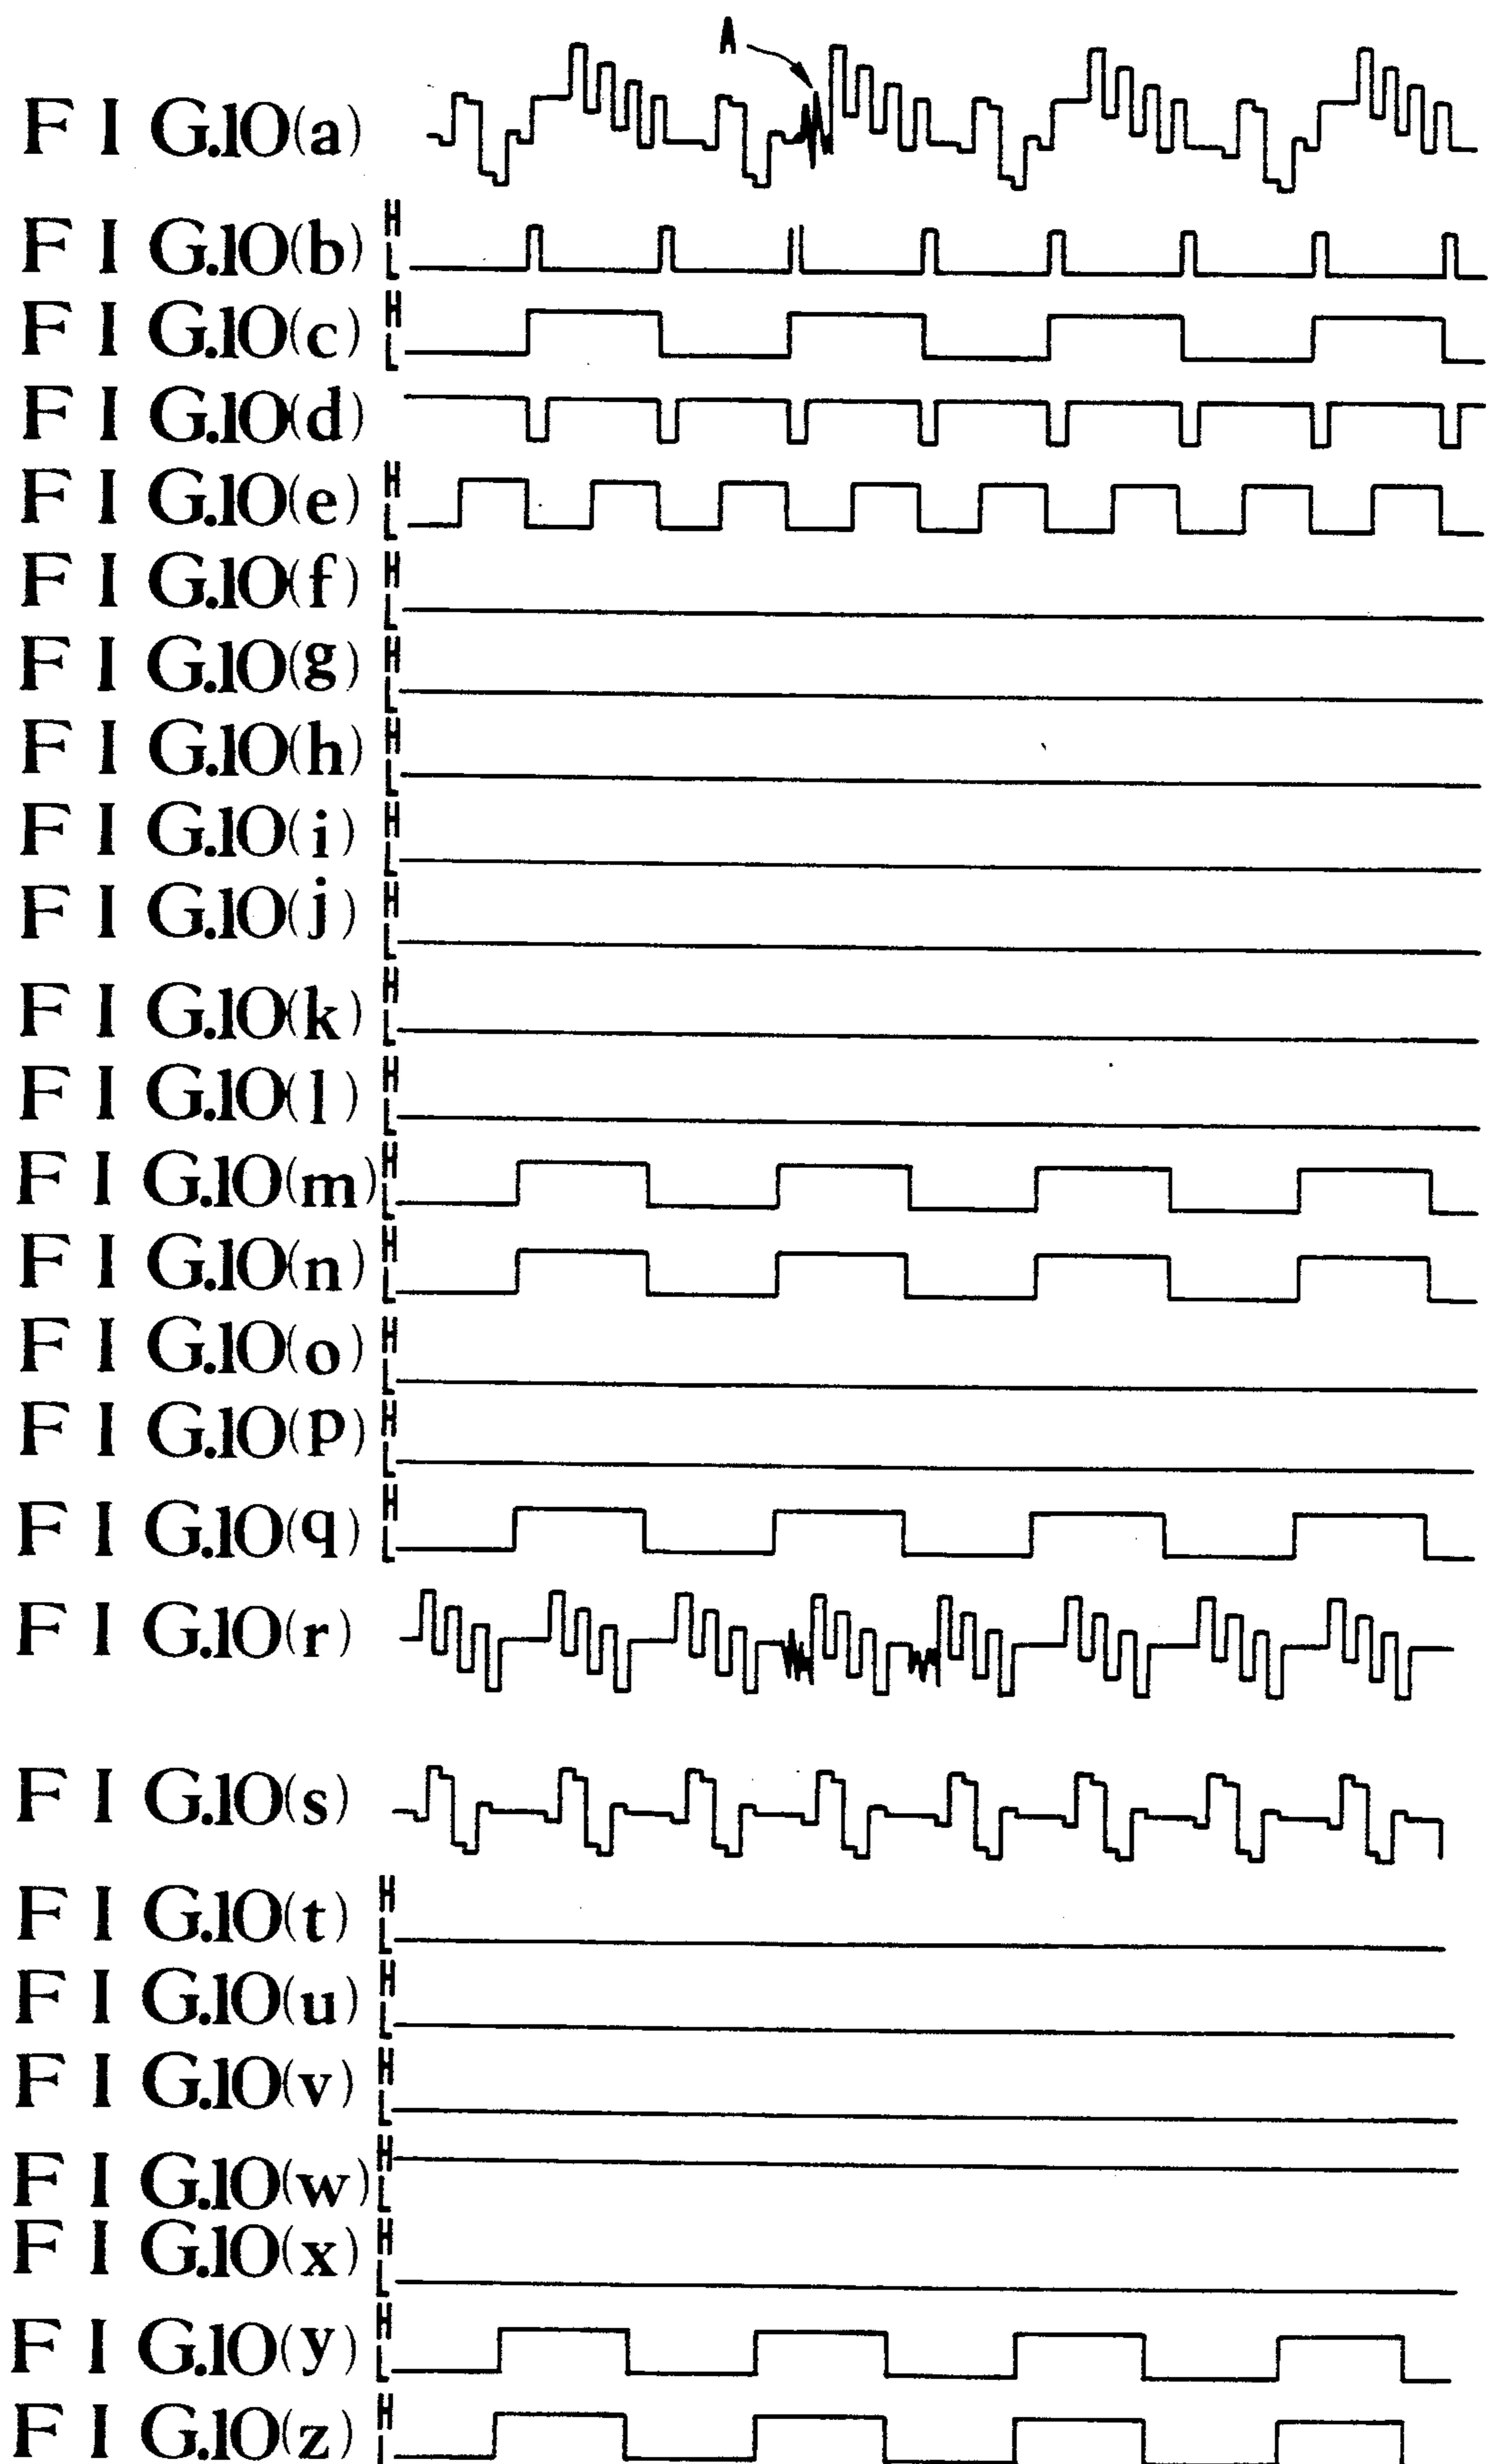 A
FIG.10(a)
H
FIG.10(b) L
H
FIG.10(c) L
FIG.10(d)
H
FIG.10(e) L
H
FIG.10(f) L
H
FIG.10(g) L
H
FIG.10(h) L
H
FIG.10(i) L
H
FIG.10(j) L
H
FIG.10(k) L
H
FIG.10(l) L
H
FIG.10(m) L
H
FIG.10(n) L
H
FIG.10(o) L
H
FIG.10(p) L
H
FIG.10(q) L
FIG.10(r)
FIG.10(s)
H
FIG.10(t) L
H
FIG.10(u) L
H
FIG.10(v) L
H
FIG.10(w) L
H
FIG.10(x) L
H
FIG.10(y) L
H
FIG.10(z) L